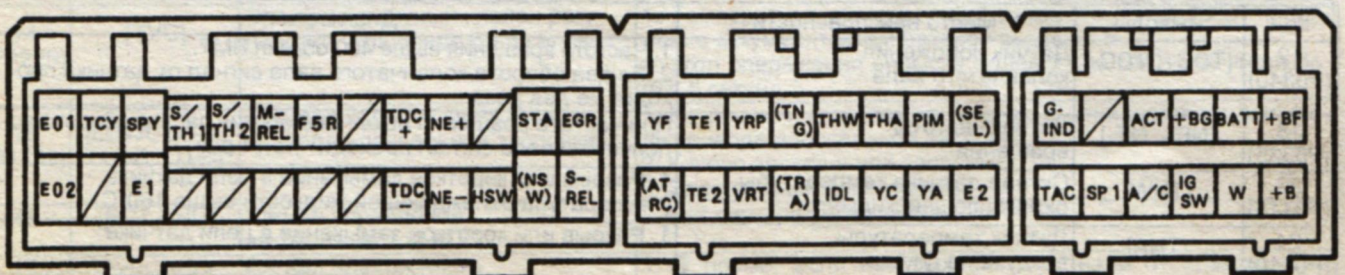 E01 TCY SPY S/TH1 S/TH2 M-REL F5R TDC+ NE+ STA EGR YF TE1 YRP (TNG) THW THA PIM (SEL) G-IND ACT +BG BATT +BF
E02 E1 TDC- NE- HSW (NSW) S-REL (ATRC) TE2 VRT (TRA) IDL YC YA E2 TAC SP1 A/C IGSW W +B